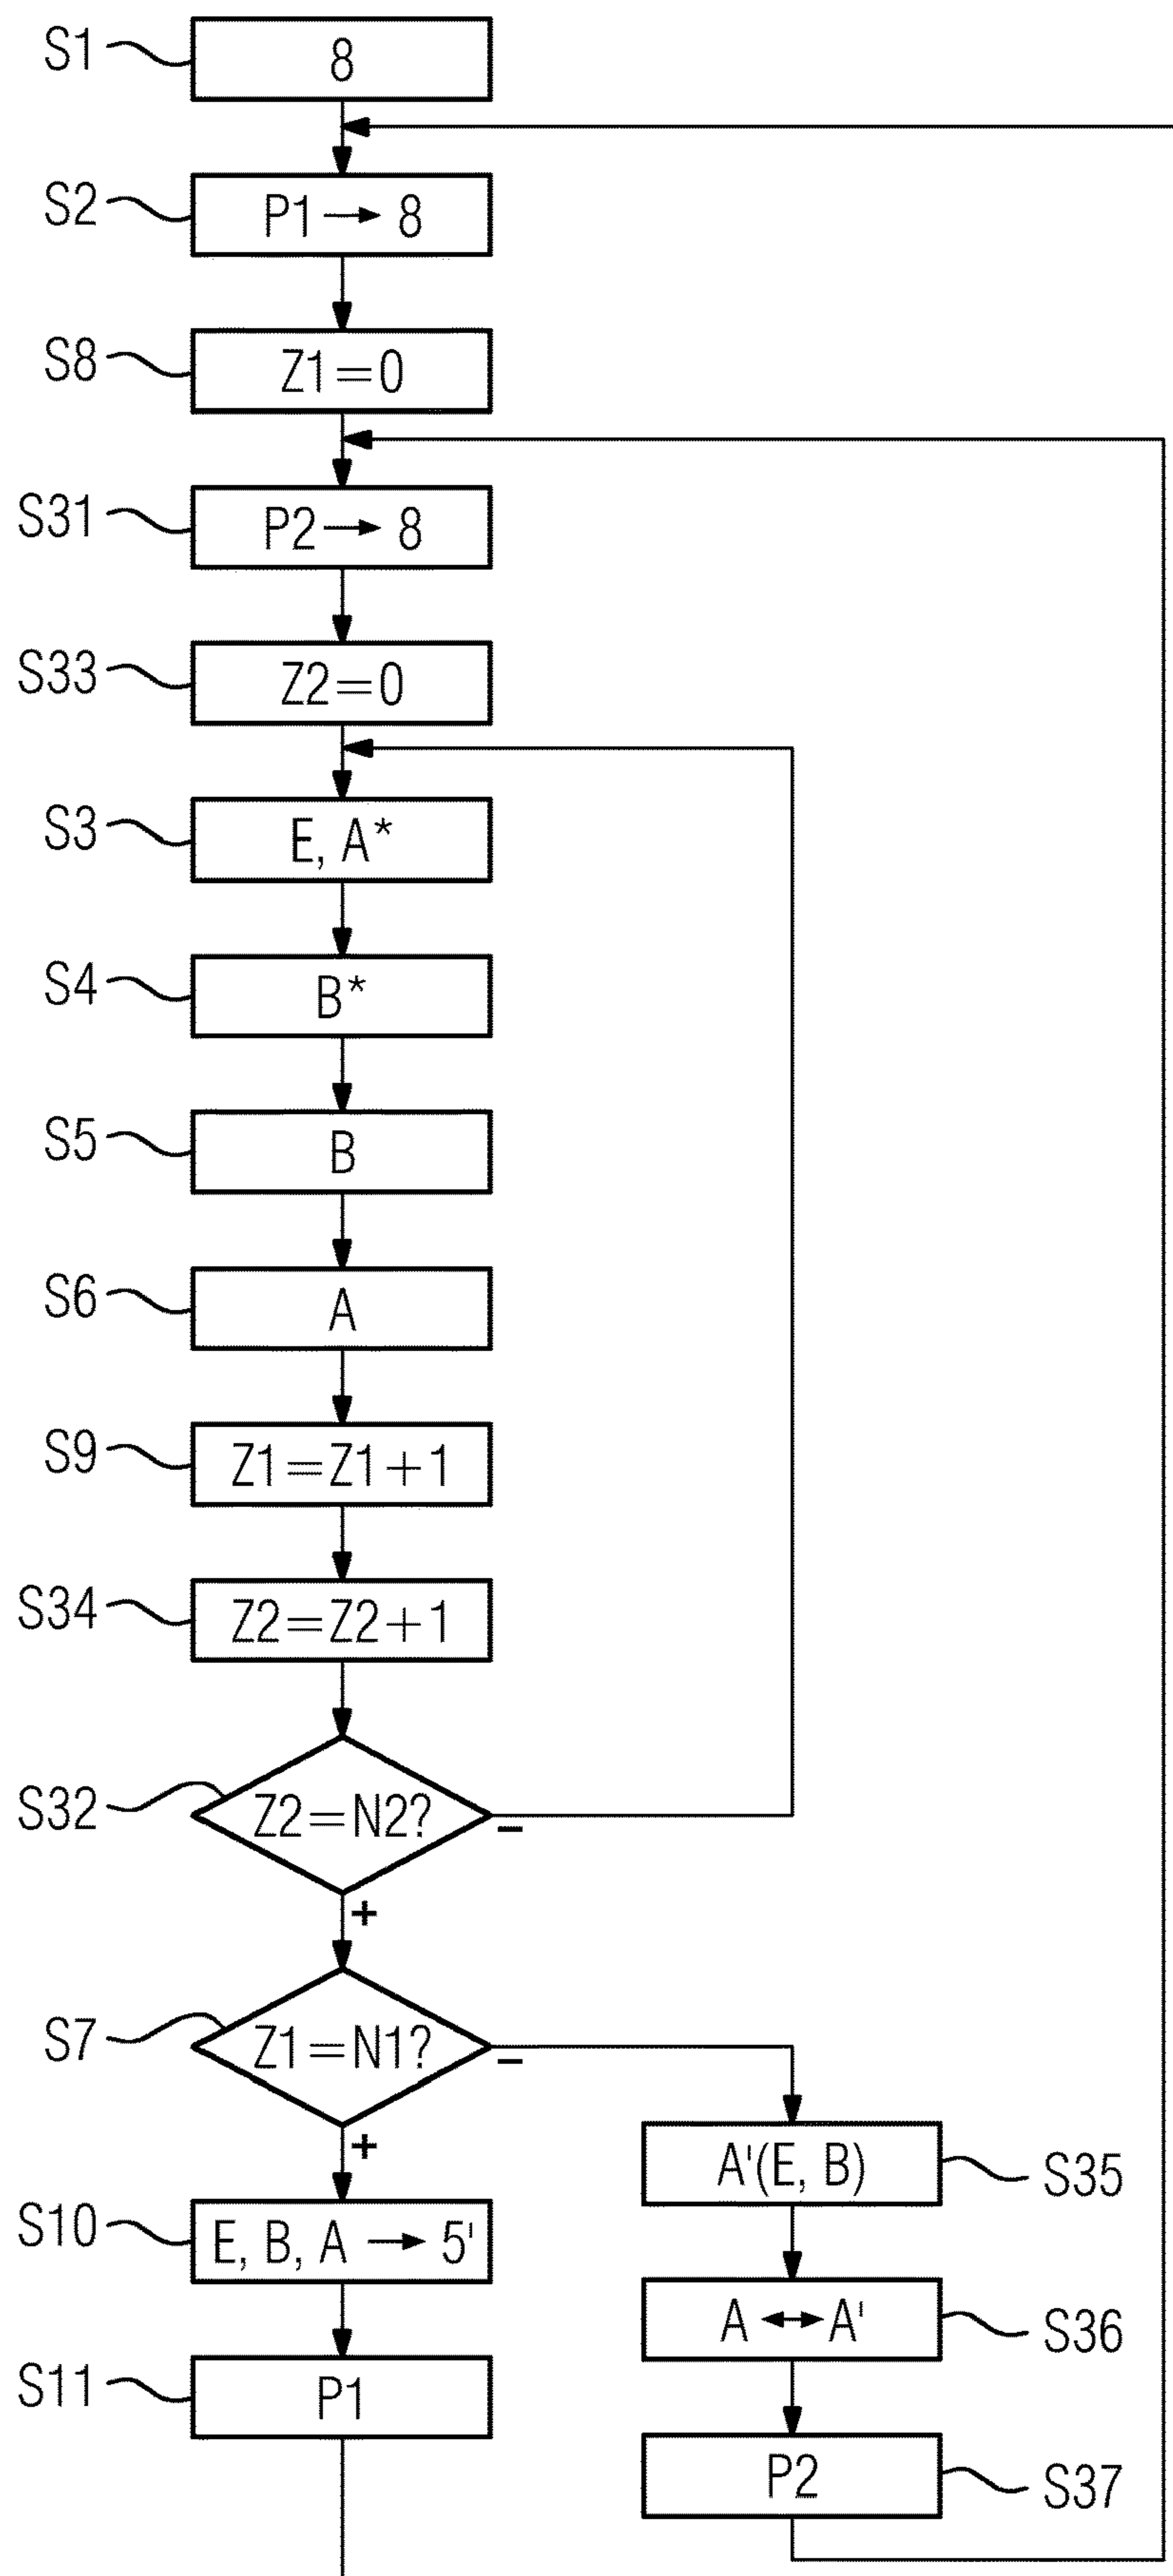 S1 8
S2 P1 → 8
S8 Z1=0
S31 P2 → 8
S33 Z2=0
S3 E, A*
S4 B*
S5 B
S6 A
S9 Z1=Z1+1
S34 Z2=Z2+1
S32 Z2=N2? −
+
S7 Z1=N1? −
+
A'(E, B) S35
S10 E, B, A → 5'
A ↔ A' S36
S11 P1
P2 S37